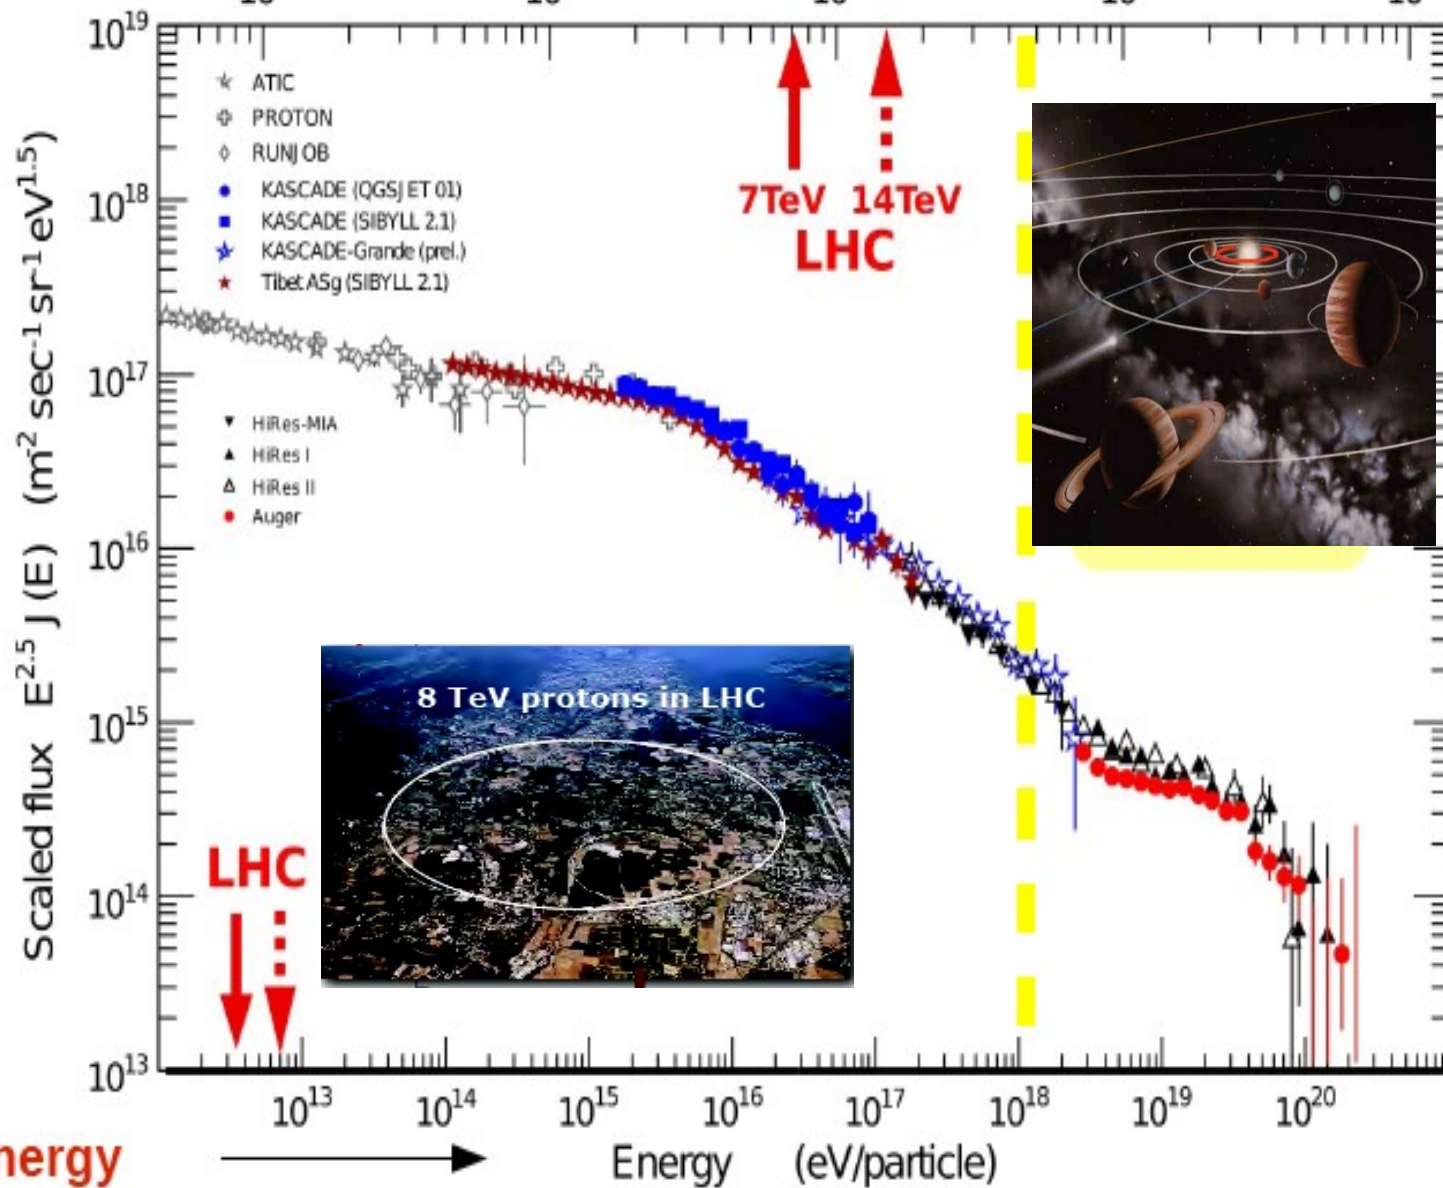 10^19
ATIC
PROTON
RUNJOB
KASCADE (QGSJET 01)
KASCADE (SIBYLL 2.1)
KASCADE-Grande (prel.)
Tibet ASg (SIBYLL 2.1)
7TeV 14TeV
LHC
10^18
10^17
HiRes-MIA
HiRes I
HiRes II
Auger
10^16
8 TeV protons in LHC
10^15
LHC
10^14
10^13
Scaled flux E^2.5 J(E) (m^-2 sec^-1 sr^-1 eV^1.5)
10^13 10^14 10^15 10^16 10^17 10^18 10^19 10^20
nergy
Energy (eV/particle)